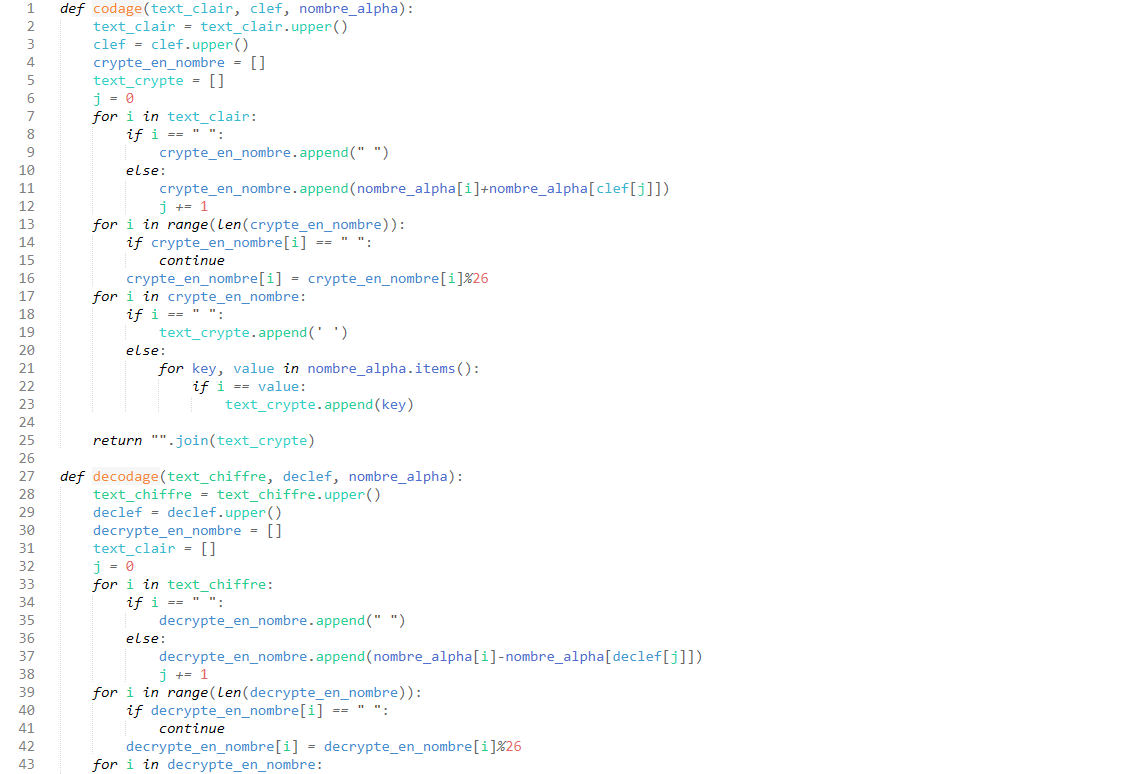 1 def codage(text_clair, clef, nombre_alpha):
2     text_clair = text_clair.upper()
3     clef = clef.upper()
4     crypte_en_nombre = []
5     text_crypte = []
6     j = 0
7     for i in text_clair:
8         if i == " ":
9             crypte_en_nombre.append(" ")
10         else:
11             crypte_en_nombre.append(nombre_alpha[i]+nombre_alpha[clef[j]])
12             j += 1
13     for i in range(len(crypte_en_nombre)):
14         if crypte_en_nombre[i] == " ":
15             continue
16         crypte_en_nombre[i] = crypte_en_nombre[i]%26
17     for i in crypte_en_nombre:
18         if i == " ":
19             text_crypte.append(' ')
20         else:
21             for key, value in nombre_alpha.items():
22                 if i == value:
23                     text_crypte.append(key)
24
25     return "".join(text_crypte)
26
27 def decodage(text_chiffre, declef, nombre_alpha):
28     text_chiffre = text_chiffre.upper()
29     declef = declef.upper()
30     decrypte_en_nombre = []
31     text_clair = []
32     j = 0
33     for i in text_chiffre:
34         if i == " ":
35             decrypte_en_nombre.append(" ")
36         else:
37             decrypte_en_nombre.append(nombre_alpha[i]-nombre_alpha[declef[j]])
38             j += 1
39     for i in range(len(decrypte_en_nombre)):
40         if decrypte_en_nombre[i] == " ":
41             continue
42         decrypte_en_nombre[i] = decrypte_en_nombre[i]%26
43     for i in decrypte_en_nombre: